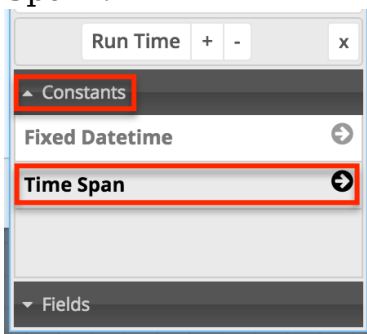 Run Time + - x
Constants
Fixed Datetime
Time Span
Fields